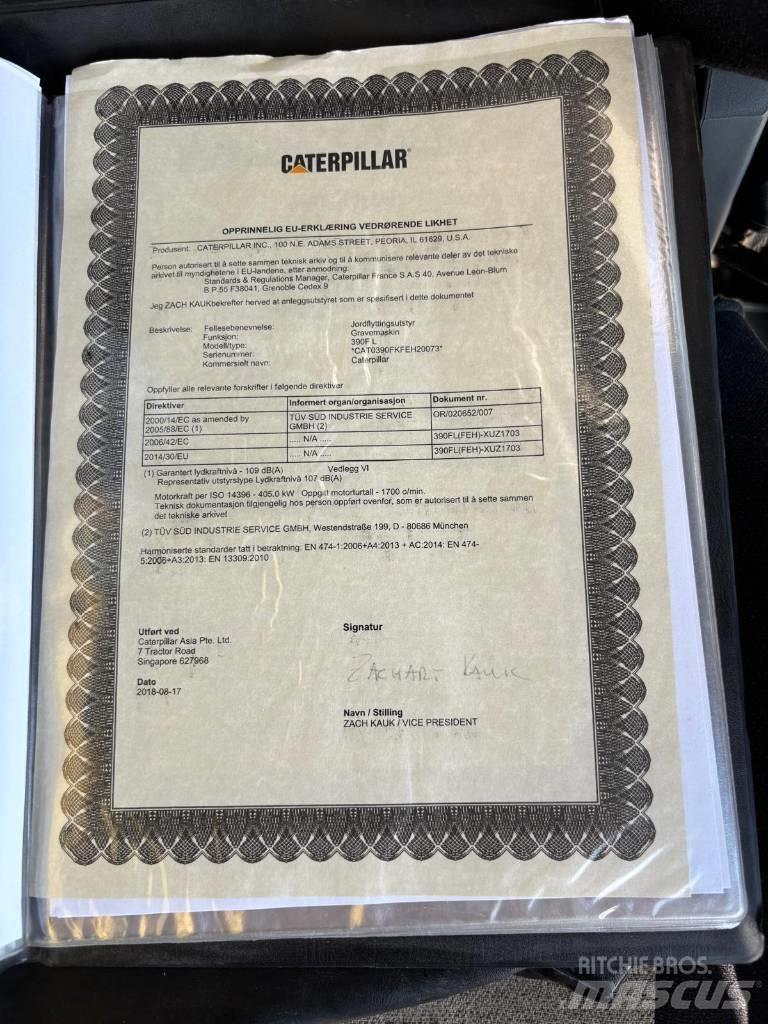 CATERPILLAR®
OPPRINNELIG EU-ERKLÆRING VEDRØRENDE LIKHET
Produsent: CATERPILLAR INC., 100 N.E. ADAMS STREET, PEORIA, IL 61629, U.S.A.
Person autorisert til å sette sammen teknisk arkiv og til å kommunisere relevante deler av det tekniske
arkivet til myndighetene i EU-landene, etter anmodning:
Standards & Regulations Manager, Caterpillar France S.A.S 40, Avenue Leon-Blum
B.P.55 F38041, Grenoble Cedex 9
Jeg ZACH KAUKbekrefter herved at anleggsutstyret som er spesifisert i dette dokumentet
Beskrivelse: Fellesebenevnelse: Jordflyttingsutstyr
Funksjon: Gravemaskin
Modell/type: 390F L
Serienummer: *CAT0390FKFEH20073*
Kommersielt navn: Caterpillar
Oppfyller alle relevante forskrifter i følgende direktivar
Direktiver Informert organ/organisasjon Dokument nr.
2000/14/EC as amended by TÜV SÜD INDUSTRIE SERVICE OR/020652/007
2005/88/EC (1) GMBH (2)
2006/42/EC ..... N/A ..... 390FL(FEH)-XUZ1703
2014/30/EU ..... N/A ..... 390FL(FEH)-XUZ1703
(1) Garantert lydkraftnivå - 109 dB(A) Vedlegg VI
Representativ utstyrstype Lydkraftnivå 107 dB(A)
Motorkraft per ISO 14396 - 405.0 kW Oppgitt motorturtall - 1700 o/min.
Teknisk dokumentasjon tilgjengelig hos person oppført ovenfor, som er autorisert til å sette sammen
det tekniske arkivet
(2) TÜV SÜD INDUSTRIE SERVICE GMBH, Westendstraße 199, D - 80686 München
Harmoniserte standarder tatt i betraktning: EN 474-1:2006+A4:2013 + AC:2014: EN 474-
5:2006+A3:2013: EN 13309:2010
Utført ved
Caterpillar Asia Pte. Ltd.
7 Tractor Road
Singapore 627968
Dato
2018-08-17
Signatur
ZACHARY KAUK
Navn / Stilling
ZACH KAUK / VICE PRESIDENT
RITCHIE BROS.
MASCUS